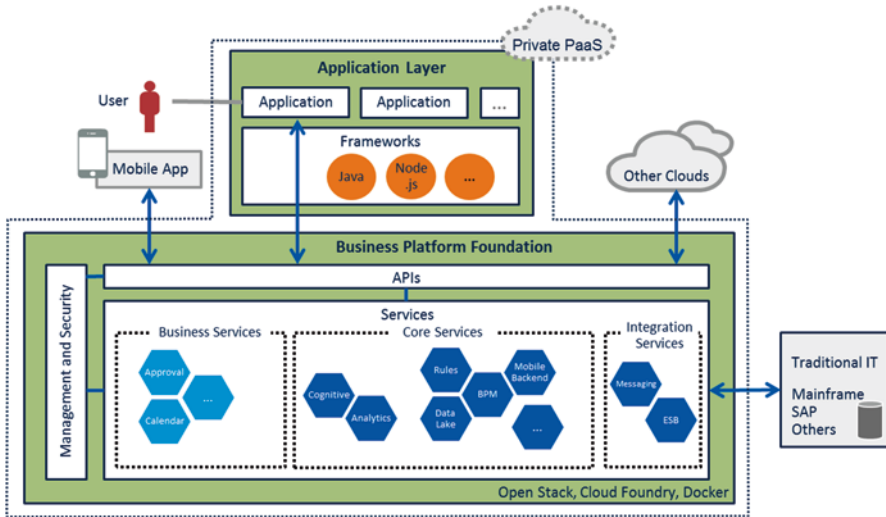 Private PaaS
Application Layer
User
Application
Application
...
Frameworks
Java
Node
.js
...
Mobile App
Other Clouds
Business Platform Foundation
Management and Security
APIs
Services
Business Services
Approval
...
Calendar
Core Services
Cognitive
Analytics
Rules
Mobile
Backend
BPM
Data
Lake
...
Integration
Services
Messaging
ESB
Traditional IT
Mainframe
SAP
Others
Open Stack, Cloud Foundry, Docker